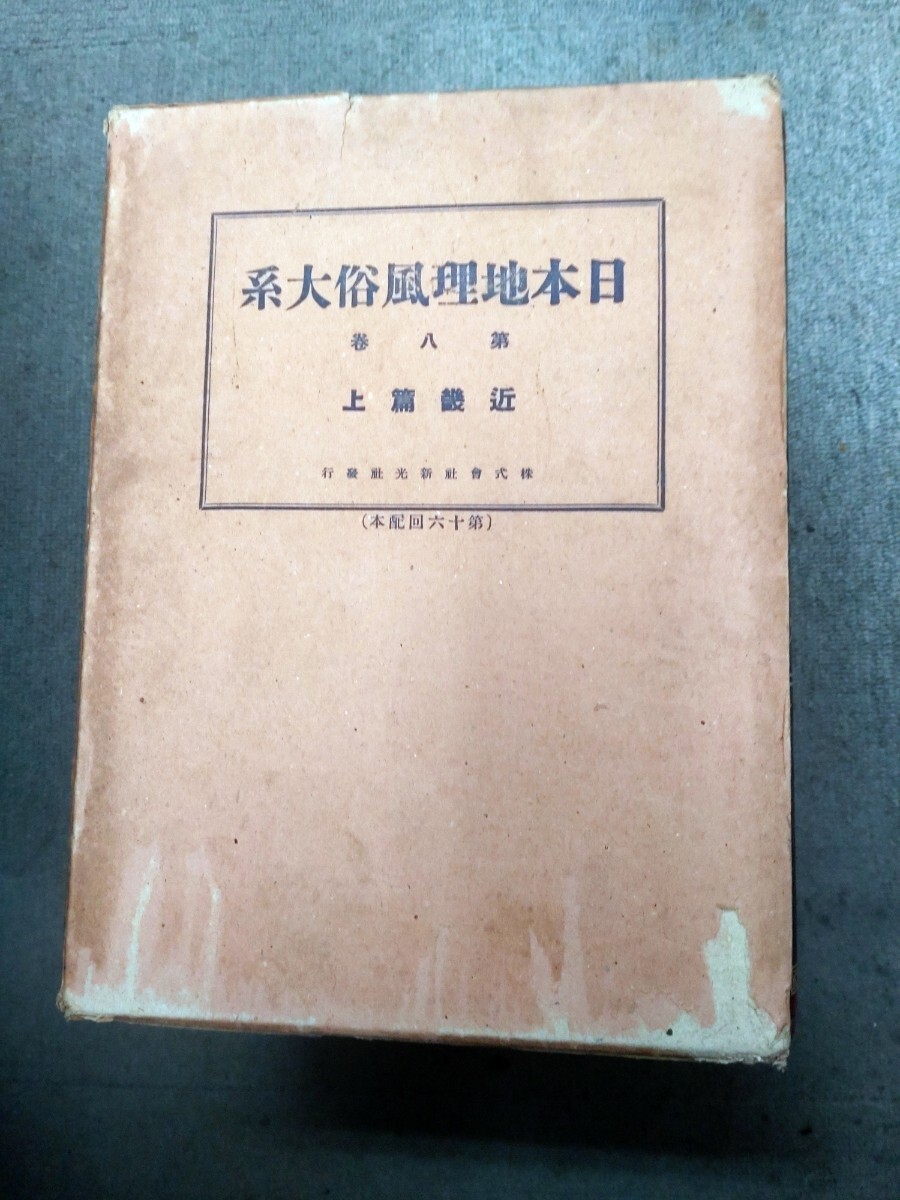 日本地理風俗大系
第八卷
近畿篇上
株式會社新光社發行
(第十六回配本)